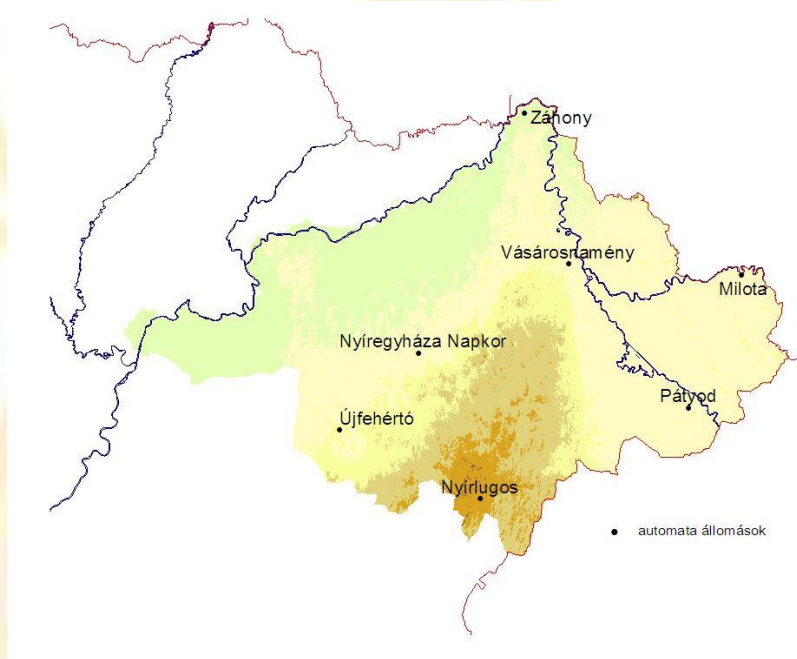 Záhony
Vásárosnamény
Milota
Nyíregyháza Napkor
Pátyod
Újfehértó
Nyírlugos
automata állomások